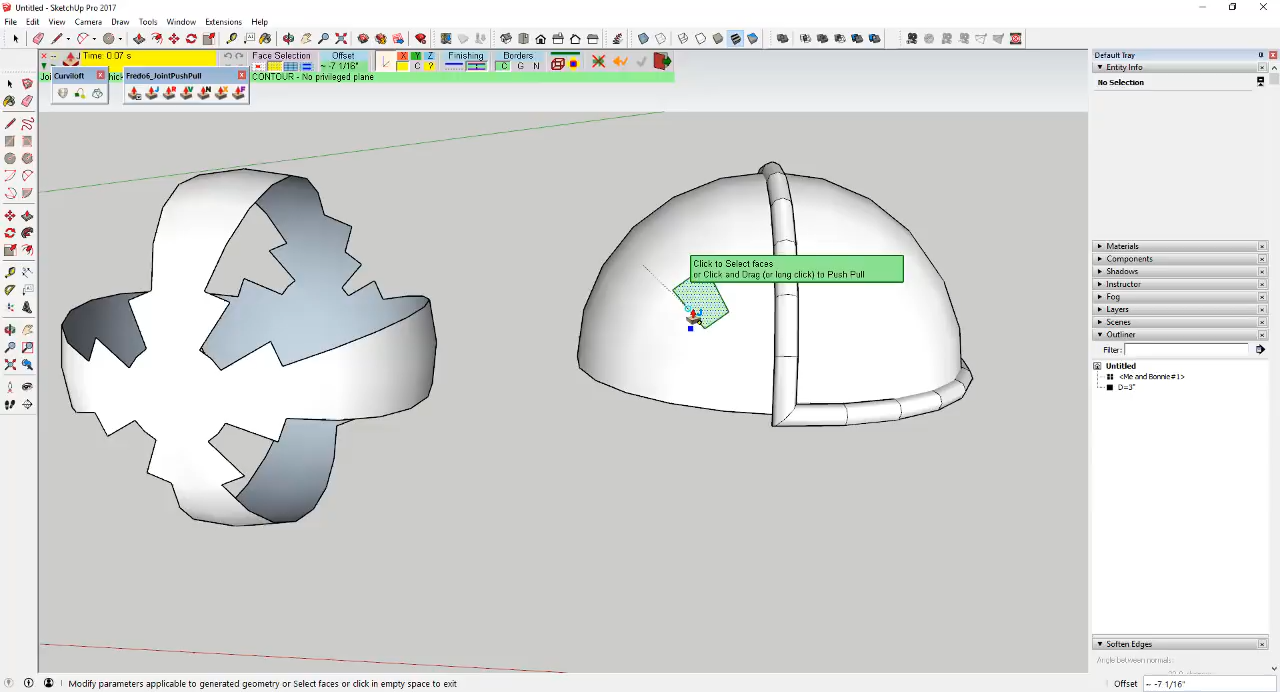 Untitled - SketchUp Pro 2017
File Edit View Camera Draw Tools Window Extensions Help
Time: 0.07 s
Face Selection
Offset
X Y Z
Finishing
Borders
~ -7 1/16"
C ?
C G N
CONTOUR - No privileged plane
Curviloft
Fredo6_JointPushPull
J R V N X F
Click to Select faces
or Click and Drag (or long click) to Push Pull
Default Tray
Entity Info
No Selection
Materials
Components
Shadows
Instructor
Fog
Layers
Scenes
Outliner
Filter:
Untitled
<Me and Bonnie#1>
D=3"
Soften Edges
Angle between normals:
Modify parameters applicable to generated geometry or Select faces or click in empty space to exit
Offset ~ -7 1/16"